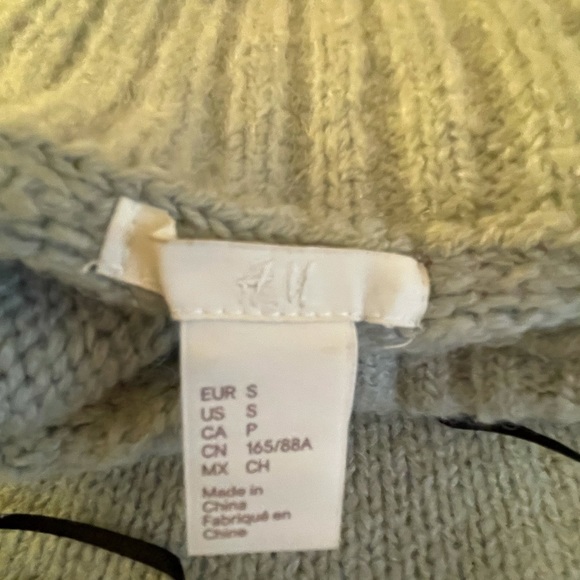 EUR S
US S
CA P
CN 165/88A
MX CH
Made in
China
Fabriqué en
Chine